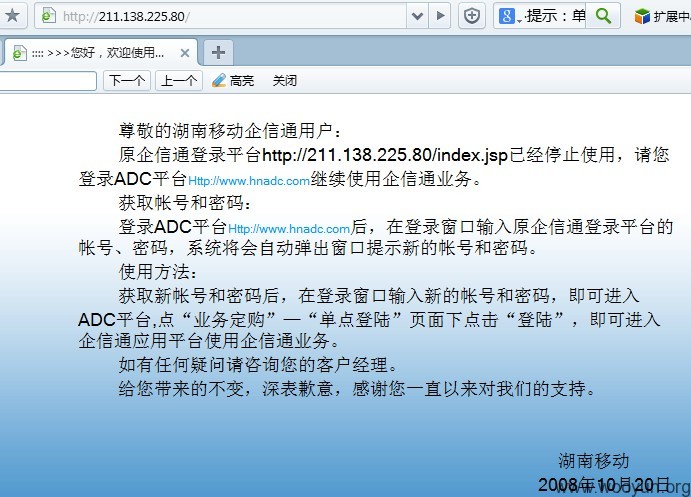 http://211.138.225.80/
提示：单
扩展中
:::: >>>您好，欢迎使用...
下一个 上一个 高亮 关闭
尊敬的湖南移动企信通用户：
原企信通登录平台http://211.138.225.80/index.jsp已经停止使用，请您
登录ADC平台Http://www.hnadc.com继续使用企信通业务。
获取帐号和密码：
登录ADC平台Http://www.hnadc.com后，在登录窗口输入原企信通登录平台的
帐号、密码，系统将会自动弹出窗口提示新的帐号和密码。
使用方法：
获取新帐号和密码后，在登录窗口输入新的帐号和密码，即可进入
ADC平台,点“业务定购”—“单点登陆”页面下点击“登陆”，即可进入
企信通应用平台使用企信通业务。
如有任何疑问请咨询您的客户经理。
给您带来的不变，深表歉意，感谢您一直以来对我们的支持。
湖南移动
2008年10月20日
www.wooyun.org